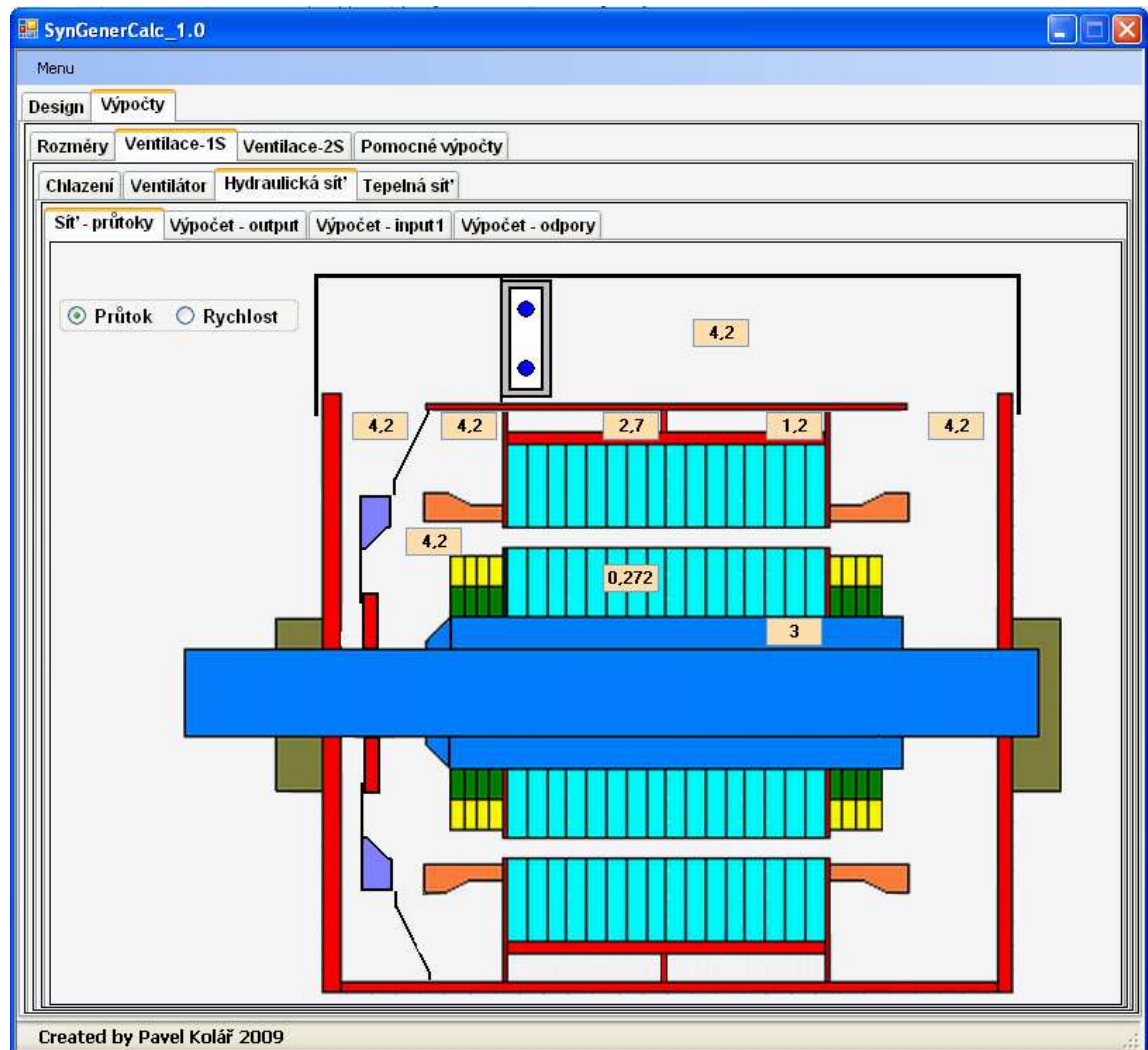 SynGenerCalc_1.0
Menu
Design Výpočty
Rozměry Ventilace-1S Ventilace-2S Pomocné výpočty
Chlazení Ventilátor Hydraulická síť Tepelná síť
Síť - průtoky Výpočet - output Výpočet - input1 Výpočet - odpory
Průtok Rychlost
4,2
4,2 4,2 2,7 1,2 4,2
4,2
0,272
3
Created by Pavel Kolář 2009